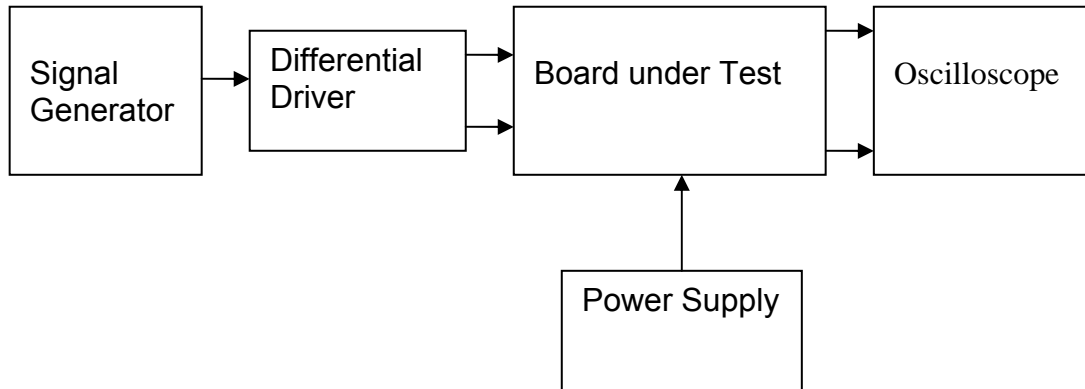 Signal
Generator
Differential
Driver
Board under Test
Oscilloscope
Power Supply